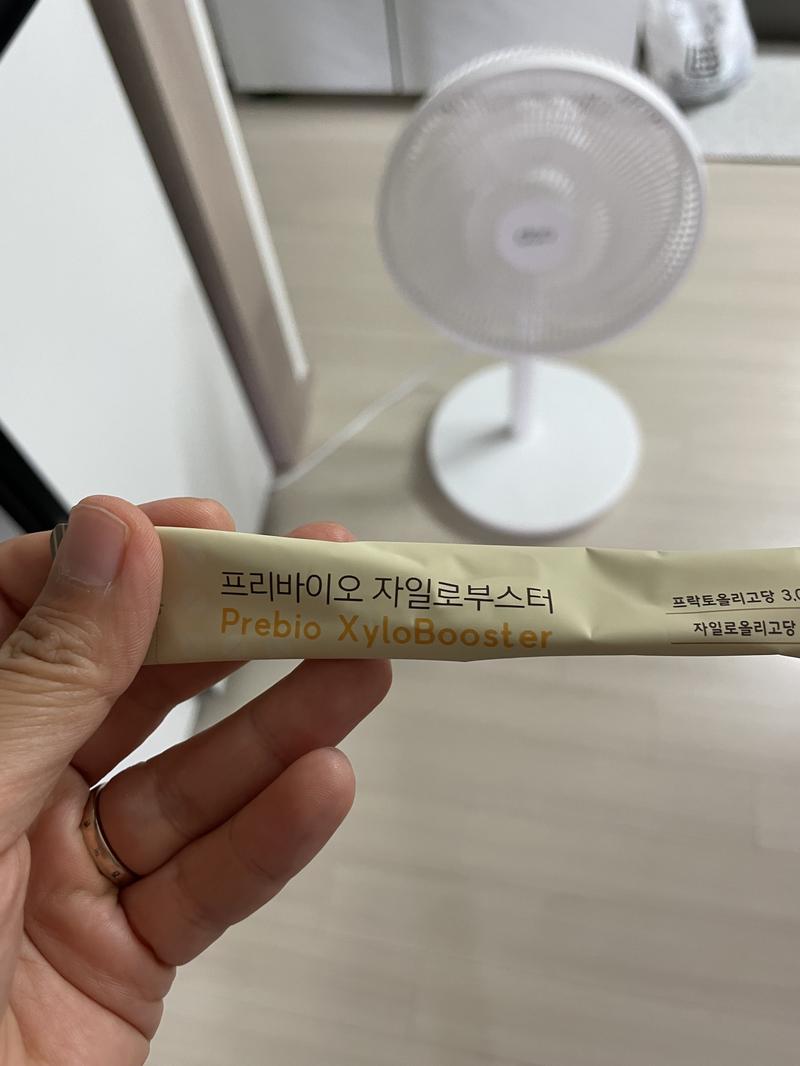 프리바이오 자일로부스터
Prebio XyloBooster
프락토올리고당 3.0
자일로올리고당